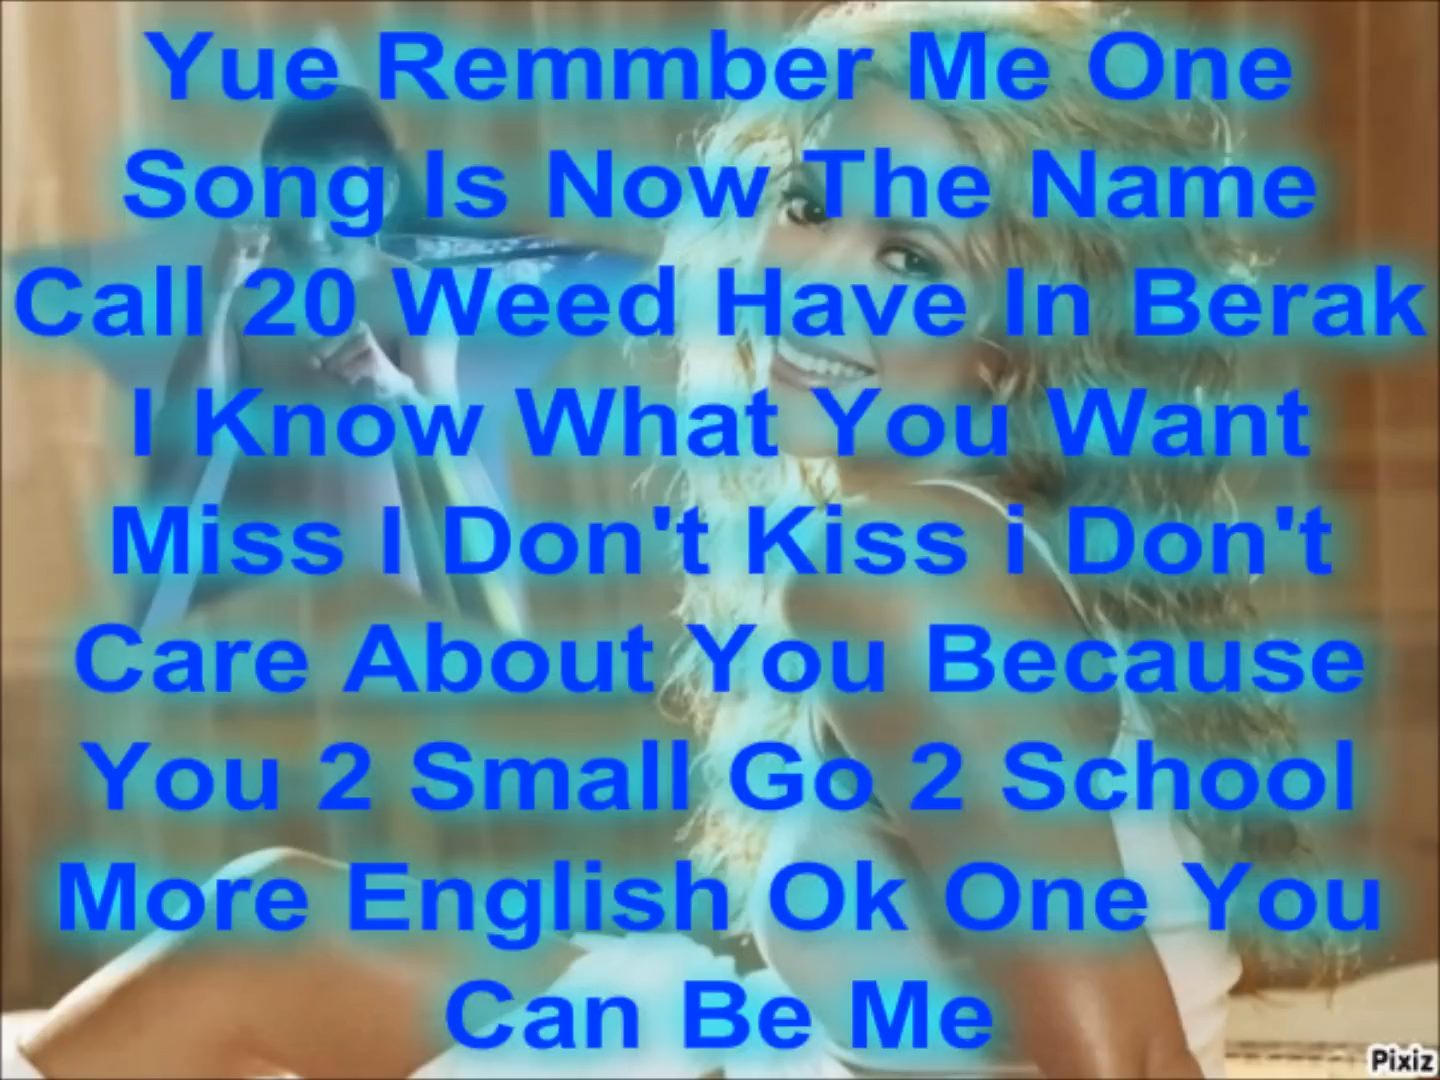 Yue Remmber Me One
Song Is Now The Name
Call 20 Weed Have In Berak
I Know What You Want
Miss I Don't Kiss i Don't
Care About You Because
You 2 Small Go 2 School
More English Ok One You
Can Be Me
Pixiz